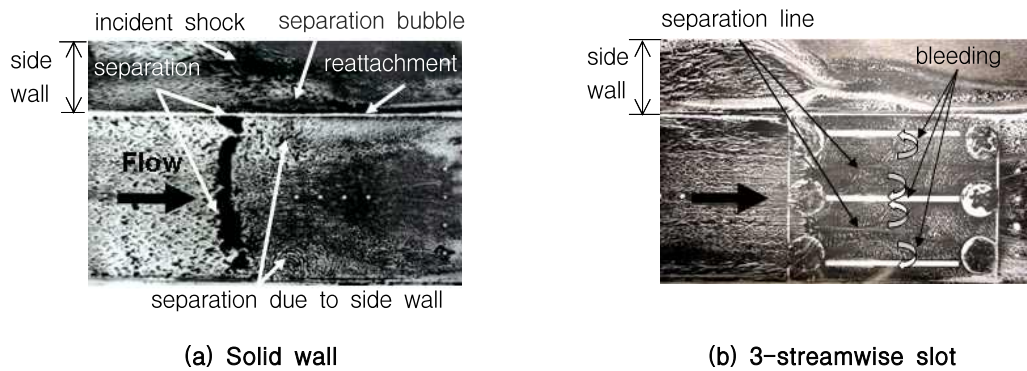 incident shock
separation bubble
side
wall
separation
reattachment
Flow
separation due to side wall
(a) Solid wall
separation line
side
wall
bleeding
(b) 3-streamwise slot